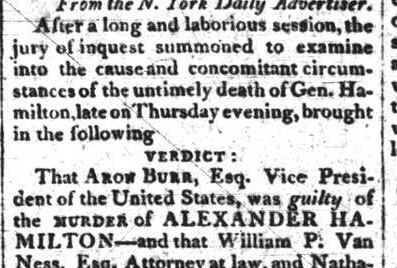 From the N. York Daily Advertiser.
After a long and laborious session, the
jury of inquest summoned to examine
into the cause and concomitant circum-
stances of the untimely death of Gen. Ha-
milton, late on Thursday evening, brought
in the following
VERDICT:
That ARON BURR, Esq. Vice Presi-
dent of the United States, was guilty of
the MURDER of ALEXANDER HA-
MILTON—and that William P. Van
Ness, Esq. Attorney at law, and Natha-